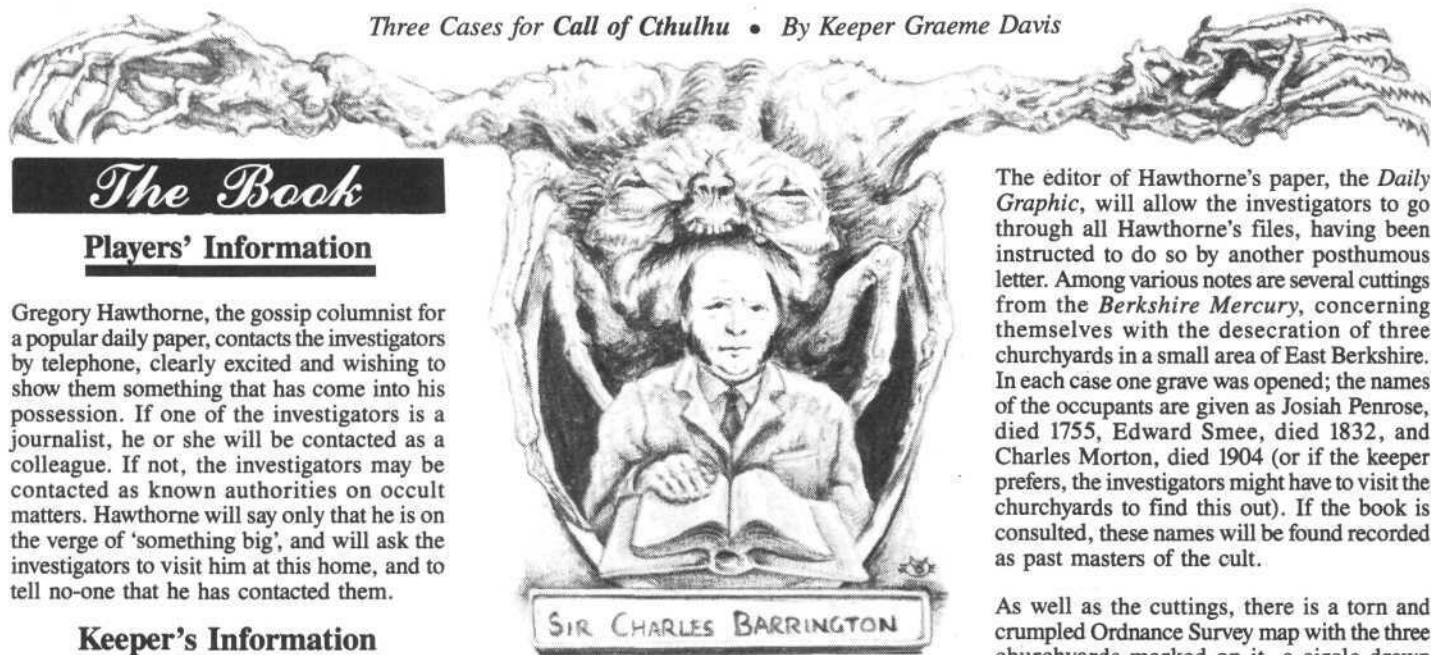 Three Cases for Call of Cthulhu • By Keeper Graeme Davis
The Book
Players' Information
Gregory Hawthorne, the gossip columnist for
a popular daily paper, contacts the investigators
by telephone, clearly excited and wishing to
show them something that has come into his
possession. If one of the investigators is a
journalist, he or she will be contacted as a
colleague. If not, the investigators may be
contacted as known authorities on occult
matters. Hawthorne will say only that he is on
the verge of 'something big', and will ask the
investigators to visit him at this home, and to
tell no-one that he has contacted them.
Keeper's Information
SIR CHARLES BARRINGTON
The editor of Hawthorne's paper, the Daily
Graphic, will allow the investigators to go
through all Hawthorne's files, having been
instructed to do so by another posthumous
letter. Among various notes are several cuttings
from the Berkshire Mercury, concerning
themselves with the desecration of three
churchyards in a small area of East Berkshire.
In each case one grave was opened; the names
of the occupants are given as Josiah Penrose,
died 1755, Edward Smee, died 1832, and
Charles Morton, died 1904 (or if the keeper
prefers, the investigators might have to visit the
churchyards to find this out). If the book is
consulted, these names will be found recorded
as past masters of the cult.
As well as the cuttings, there is a torn and
crumpled Ordnance Survey map with the three
churchyards marked on it, a circle drawn